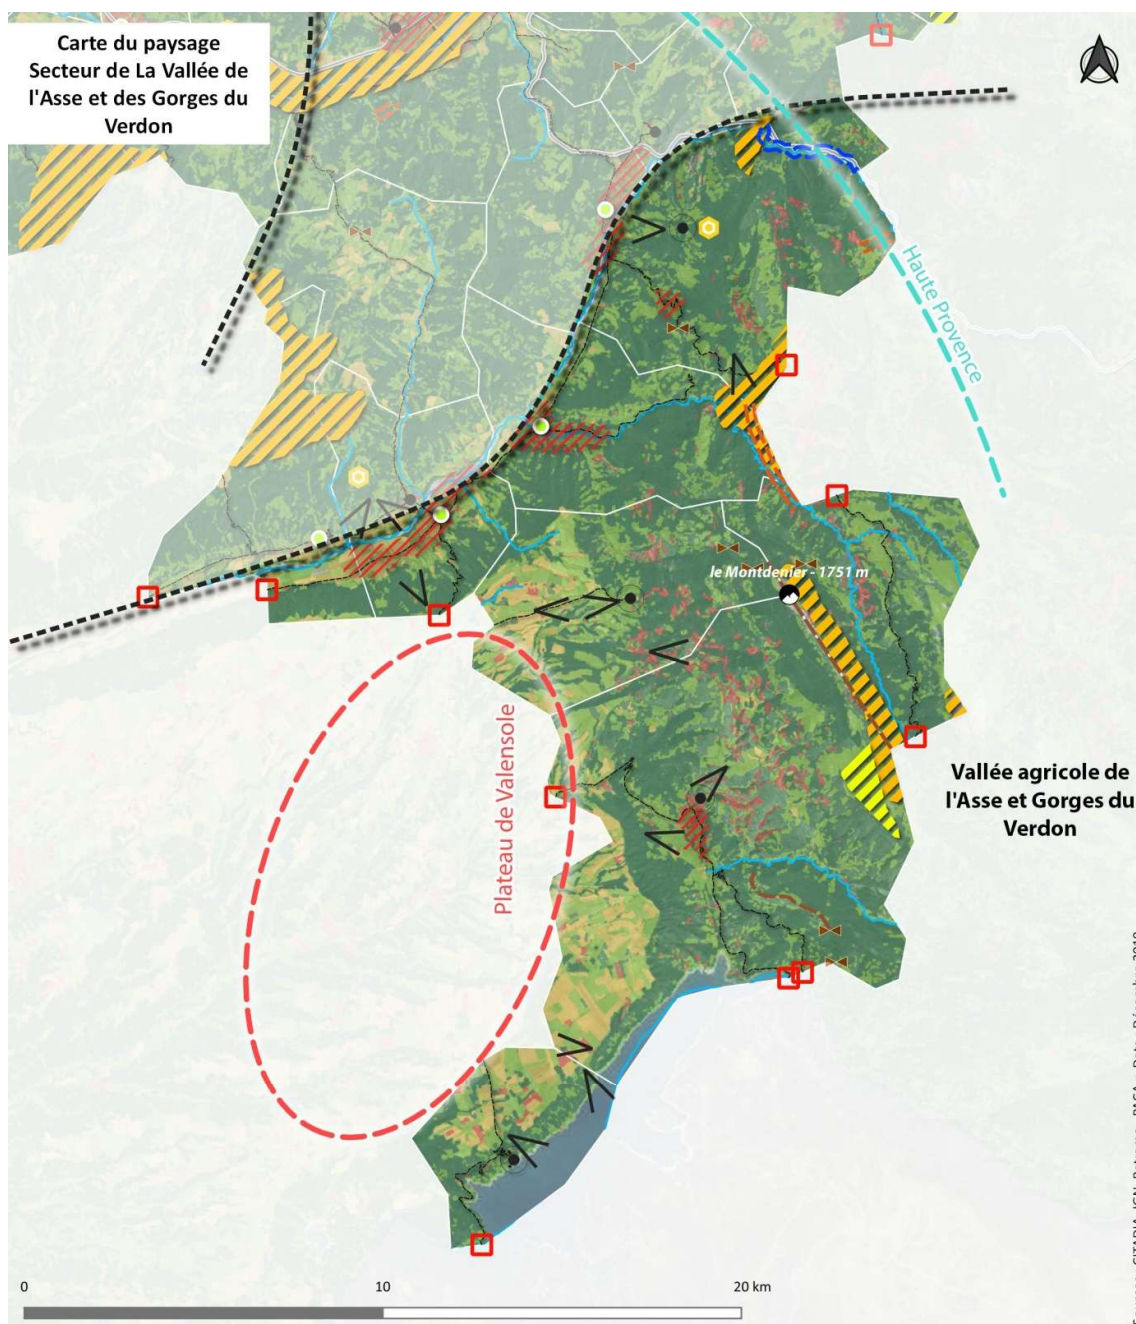 Carte du paysage
Secteur de La Vallée de
l'Asse et des Gorges du
Verdon
Haute Provence
le Montdenier - 1751 m
Plateau de Valensole
Vallée agricole de
l'Asse et Gorges du
Verdon
0 10 20 km